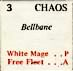 3 CHAOS
Bellbane
White Mage . . P
Free Fleet . . . A